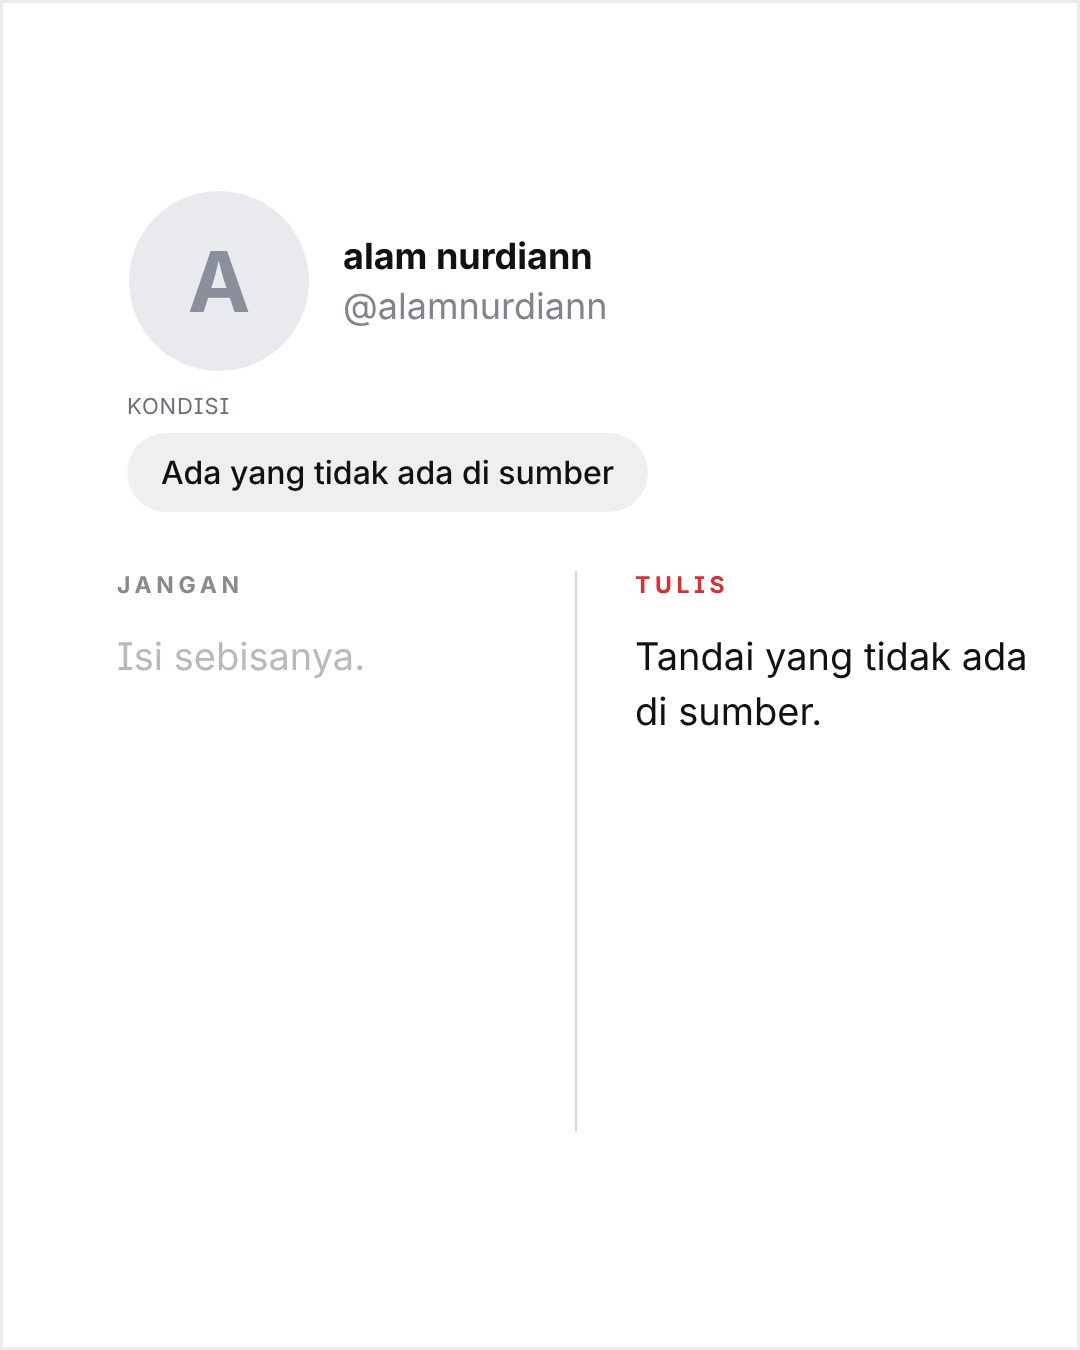 A
alam nurdiann
@alamnurdiann
KONDISI
Ada yang tidak ada di sumber
JANGAN
Isi sebisanya.
TULIS
Tandai yang tidak ada
di sumber.